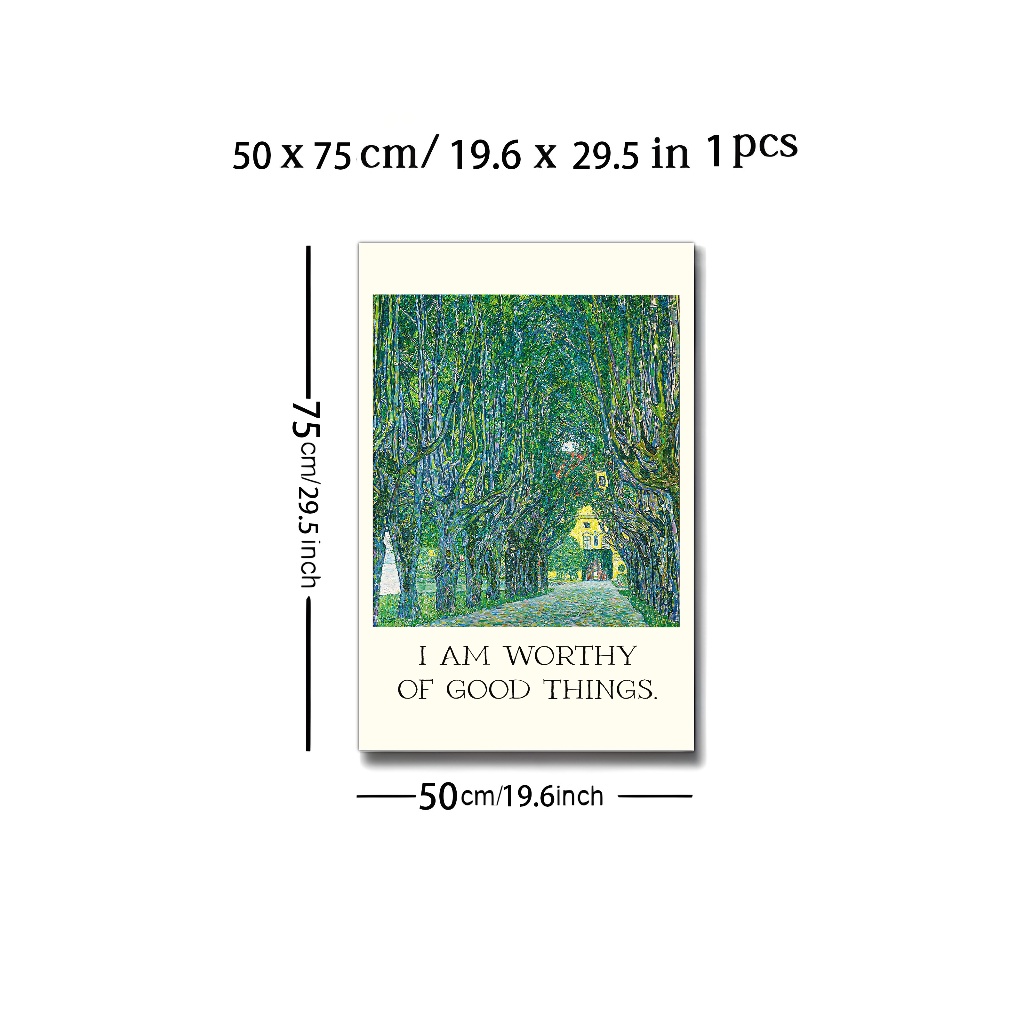 50 x 75 cm/ 19.6 x 29.5 in 1 pcs
75cm/29.5inch
I AM WORTHY
OF GOOD THINGS.
50cm/19.6inch